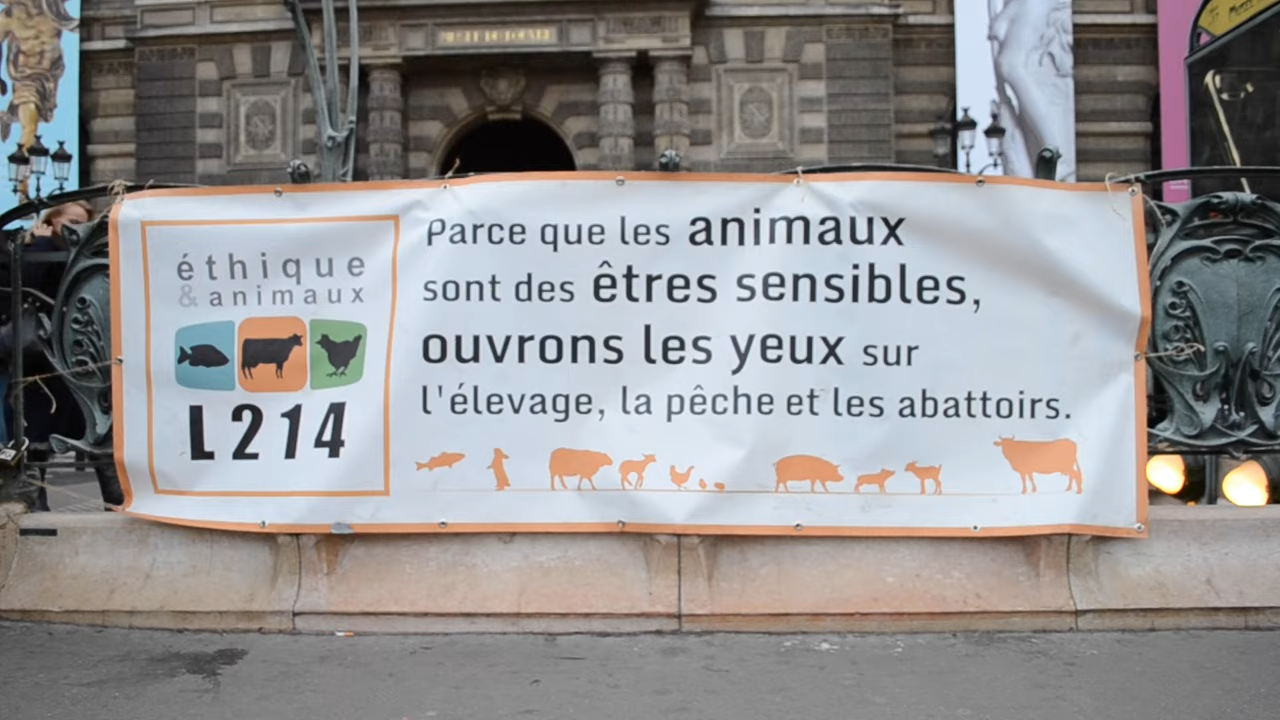 éthique
& animaux
L214
Parce que les animaux
sont des êtres sensibles,
ouvrons les yeux sur
l'élevage, la pêche et les abattoirs.